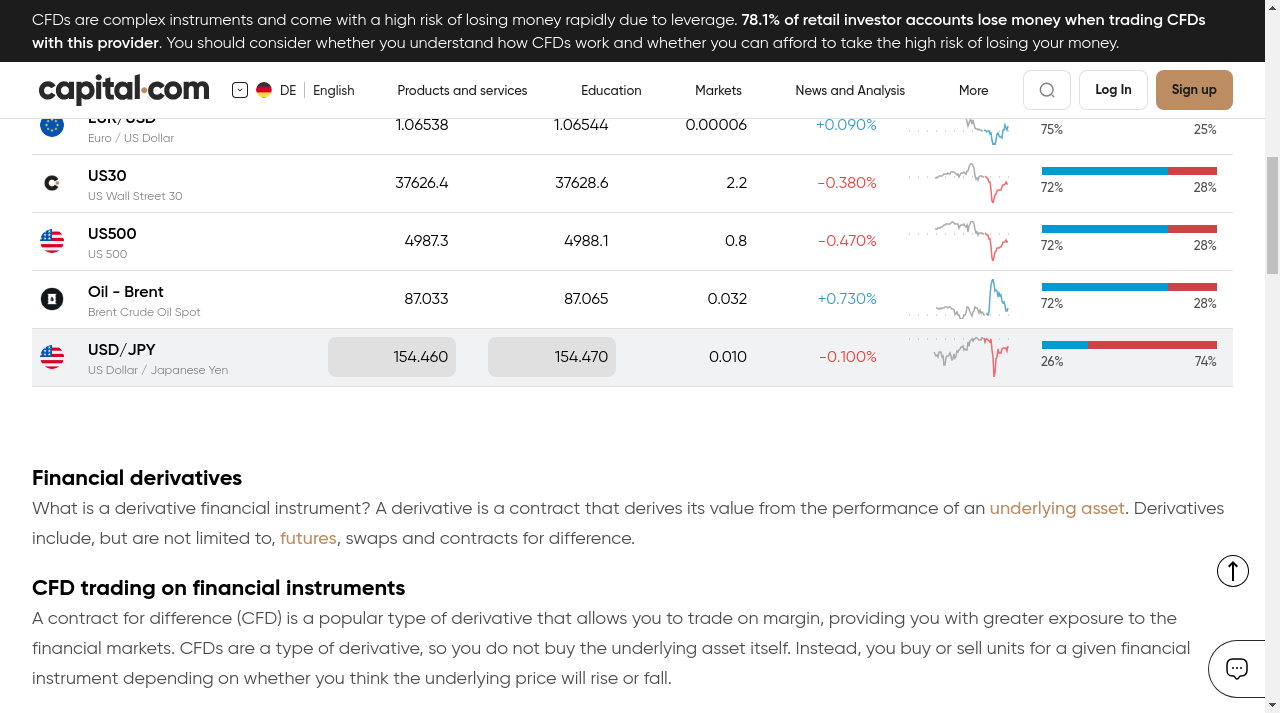 CFDs are complex instruments and come with a high risk of losing money rapidly due to leverage. 78.1% of retail investor accounts lose money when trading CFDs
with this provider. You should consider whether you understand how CFDs work and whether you can afford to take the high risk of losing your money.
capital.com DE English Products and services Education Markets News and Analysis More Log In Sign up
EUR/USD 1.06538 1.06544 0.00006 +0.090%
Euro / US Dollar 75% 25%
US30 37626.4 37628.6 2.2 -0.380%
US Wall Street 30 72% 28%
US500 4987.3 4988.1 0.8 -0.470%
US 500 72% 28%
Oil - Brent 87.033 87.065 0.032 +0.730%
Brent Crude Oil Spot 72% 28%
USD/JPY 154.460 154.470 0.010 -0.100%
US Dollar / Japanese Yen 26% 74%
Financial derivatives
What is a derivative financial instrument? A derivative is a contract that derives its value from the performance of an underlying asset. Derivatives
include, but are not limited to, futures, swaps and contracts for difference.
CFD trading on financial instruments
A contract for difference (CFD) is a popular type of derivative that allows you to trade on margin, providing you with greater exposure to the
financial markets. CFDs are a type of derivative, so you do not buy the underlying asset itself. Instead, you buy or sell units for a given financial
instrument depending on whether you think the underlying price will rise or fall.